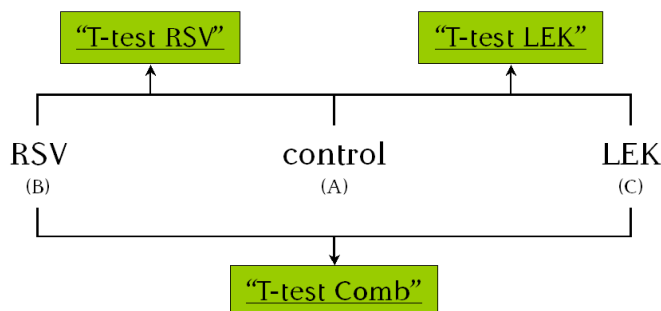 “T-test RSV”
“T-test LEK”
RSV
control
LEK
(B)
(A)
(C)
“T-test Comb”